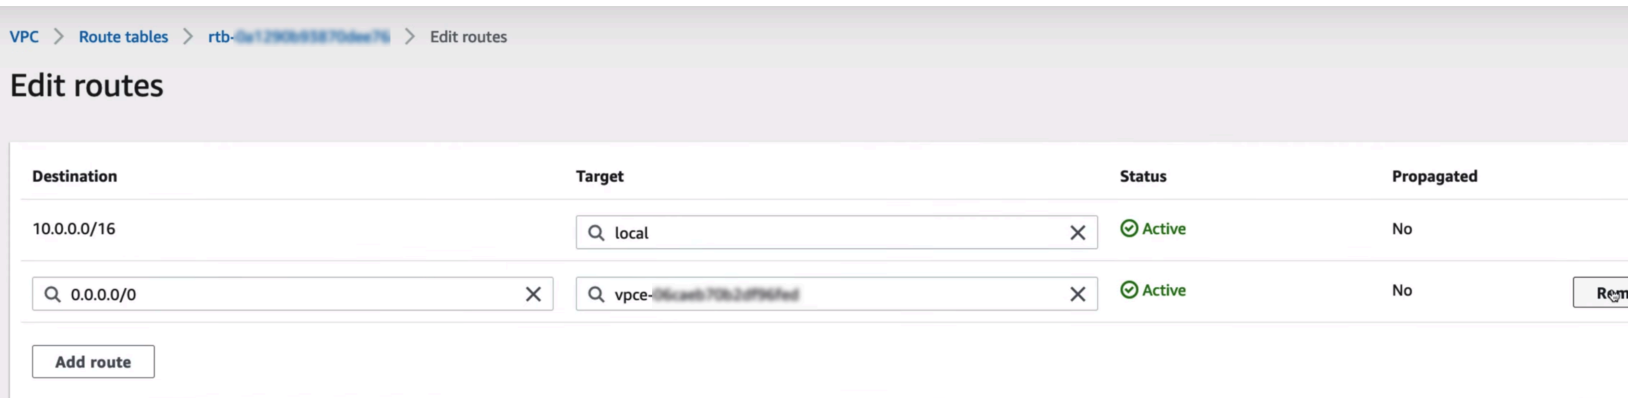 VPC > Route tables > rtb- > Edit routes
Edit routes
Destination Target Status Propagated
10.0.0.0/16 local Active No
0.0.0.0/0 vpce- Active No
Add route